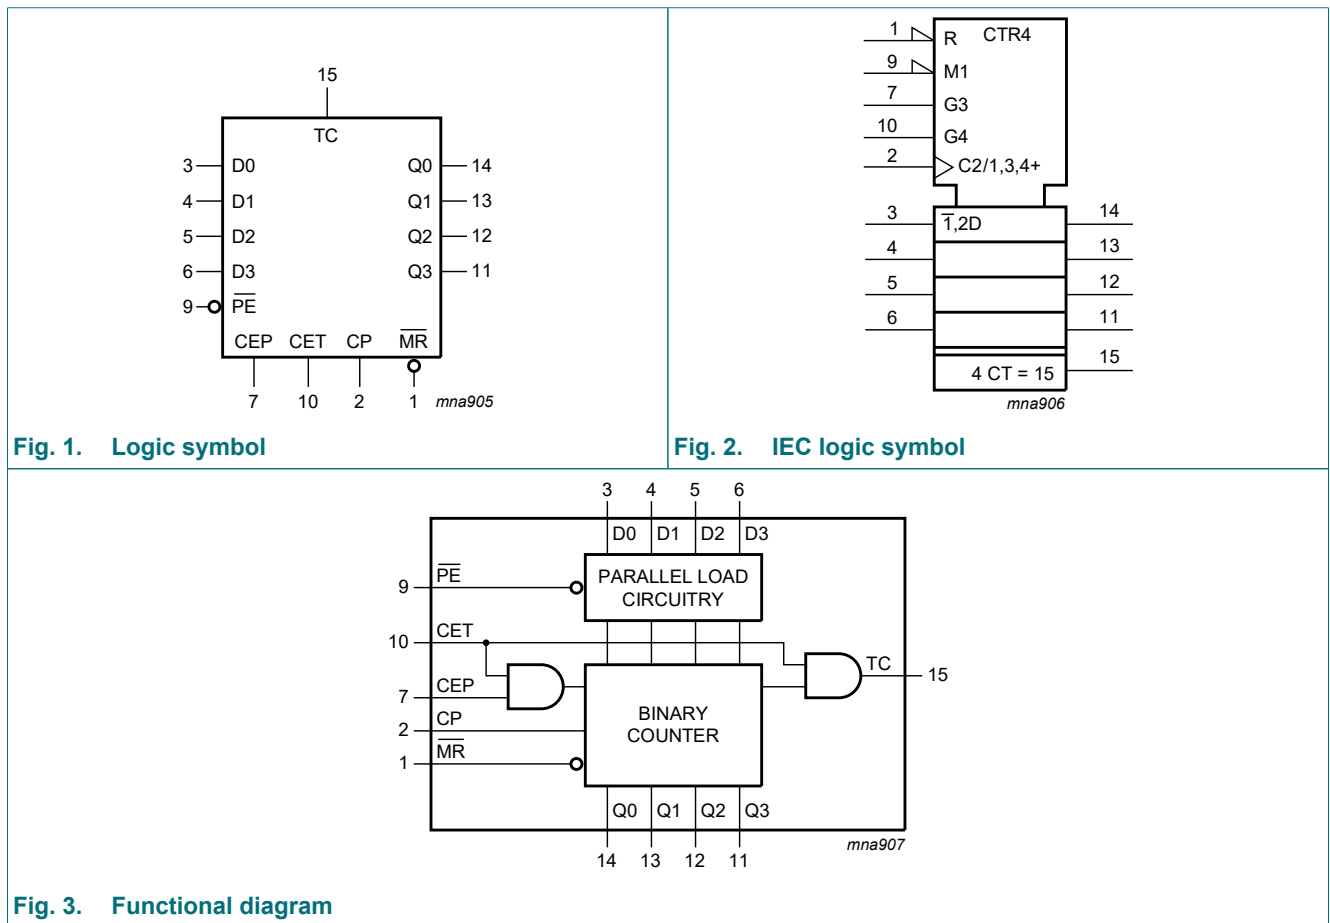 15
TC
3 D0 Q0 14
4 D1 Q1 13
5 D2 Q2 12
6 D3 Q3 11
9 P̅E̅
CEP CET CP M̅R̅
7 10 2 1 mna905
Fig. 1. Logic symbol
1 R CTR4
9 M1
7 G3
10 G4
2 C2/1,3,4+
3 1̅,2D 14
4 13
5 12
6 11
4 CT = 15 15
mna906
Fig. 2. IEC logic symbol
3 4 5 6
D0 D1 D2 D3
9 P̅E̅ PARALLEL LOAD
CIRCUITRY
10 CET
TC 15
7 CEP
2 CP BINARY
COUNTER
1 M̅R̅
Q0 Q1 Q2 Q3
mna907
14 13 12 11
Fig. 3. Functional diagram